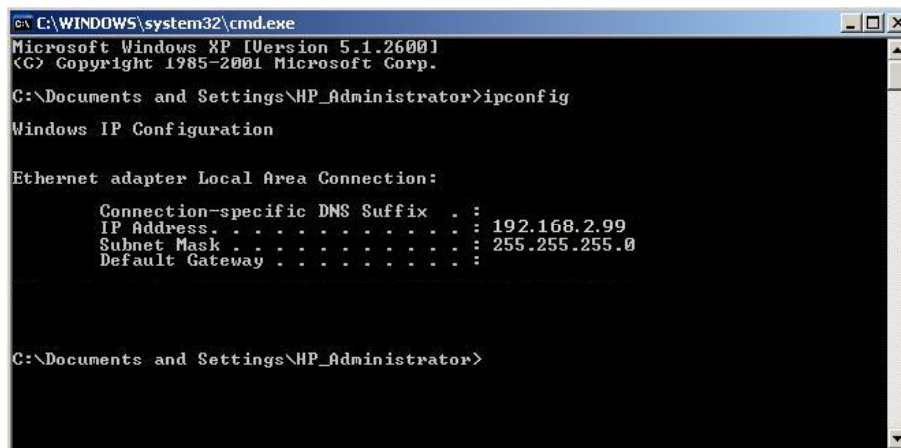 C:\WINDOWS\system32\cmd.exe
Microsoft Windows XP [Version 5.1.2600]
(C) Copyright 1985-2001 Microsoft Corp.
C:\Documents and Settings\HP_Administrator>ipconfig
Windows IP Configuration
Ethernet adapter Local Area Connection:
Connection-specific DNS Suffix . :
IP Address. . . . . . . . . . . . : 192.168.2.99
Subnet Mask . . . . . . . . . . . : 255.255.255.0
Default Gateway . . . . . . . . . :
C:\Documents and Settings\HP_Administrator>